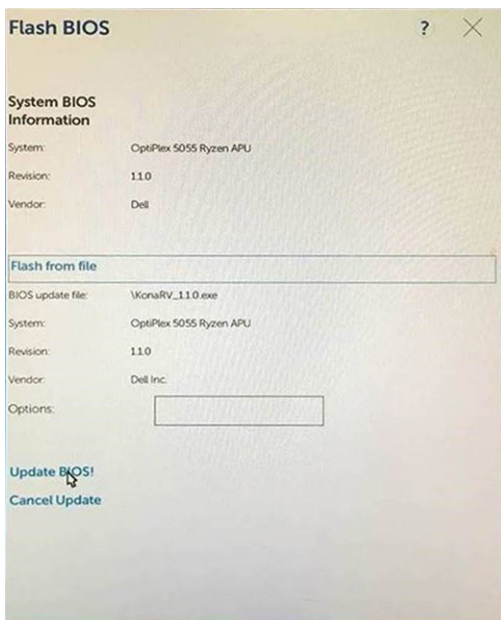 Flash BIOS ?
System BIOS
Information
System: OptiPlex 5055 Ryzen APU
Revision: 1.1.0
Vendor: Dell
Flash from file
BIOS update file: \KonaRV_1.1.0.exe
System: OptiPlex 5055 Ryzen APU
Revision: 1.1.0
Vendor: Dell Inc.
Options:
Update BIOS!
Cancel Update